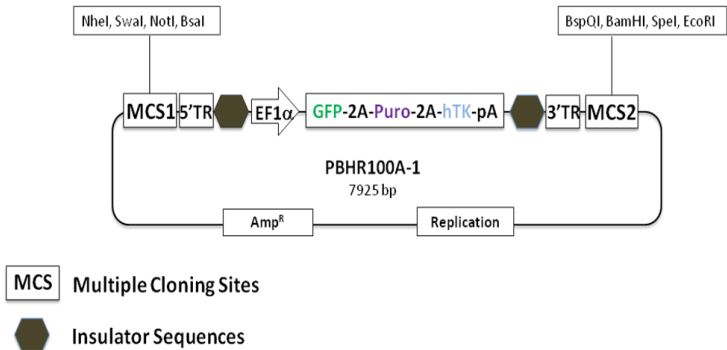 NheI, SwaI, NotI, BsaI
BspQI, BamHI, SpeI, EcoRI
MCS1 5'TR EF1α GFP-2A-Puro-2A-hTK-pA 3'TR MCS2
PBHR100A-1
7925 bp
Amp^R Replication
MCS Multiple Cloning Sites
Insulator Sequences